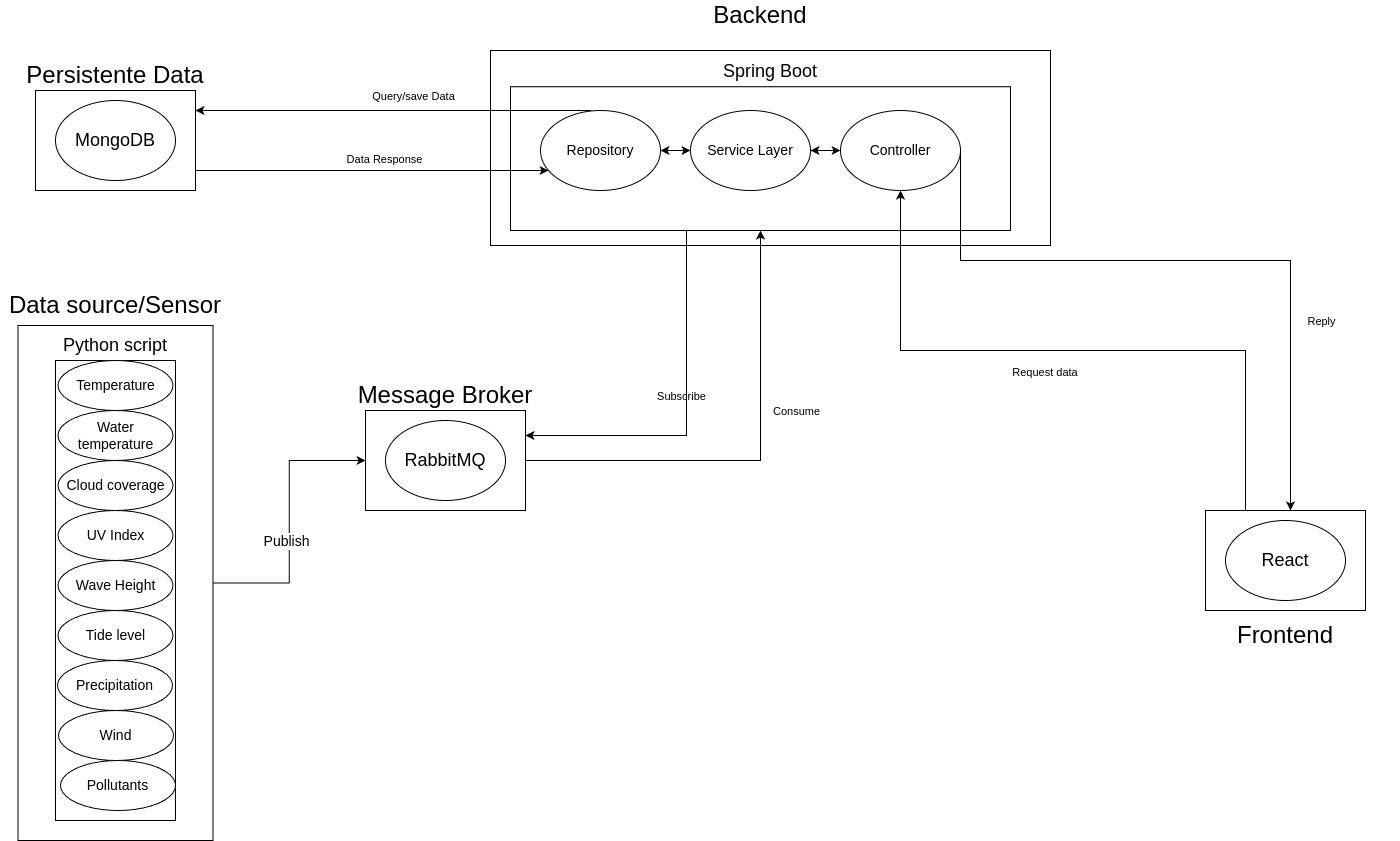 Backend
Persistente Data
Spring Boot
Query/save Data
MongoDB
Repository
Service Layer
Controller
Data Response
Data source/Sensor
Reply
Python script
Request data
Temperature
Message Broker
Subscribe
Consume
Water
temperature
RabbitMQ
Cloud coverage
UV Index
Publish
React
Wave Height
Tide level
Frontend
Precipitation
Wind
Pollutants